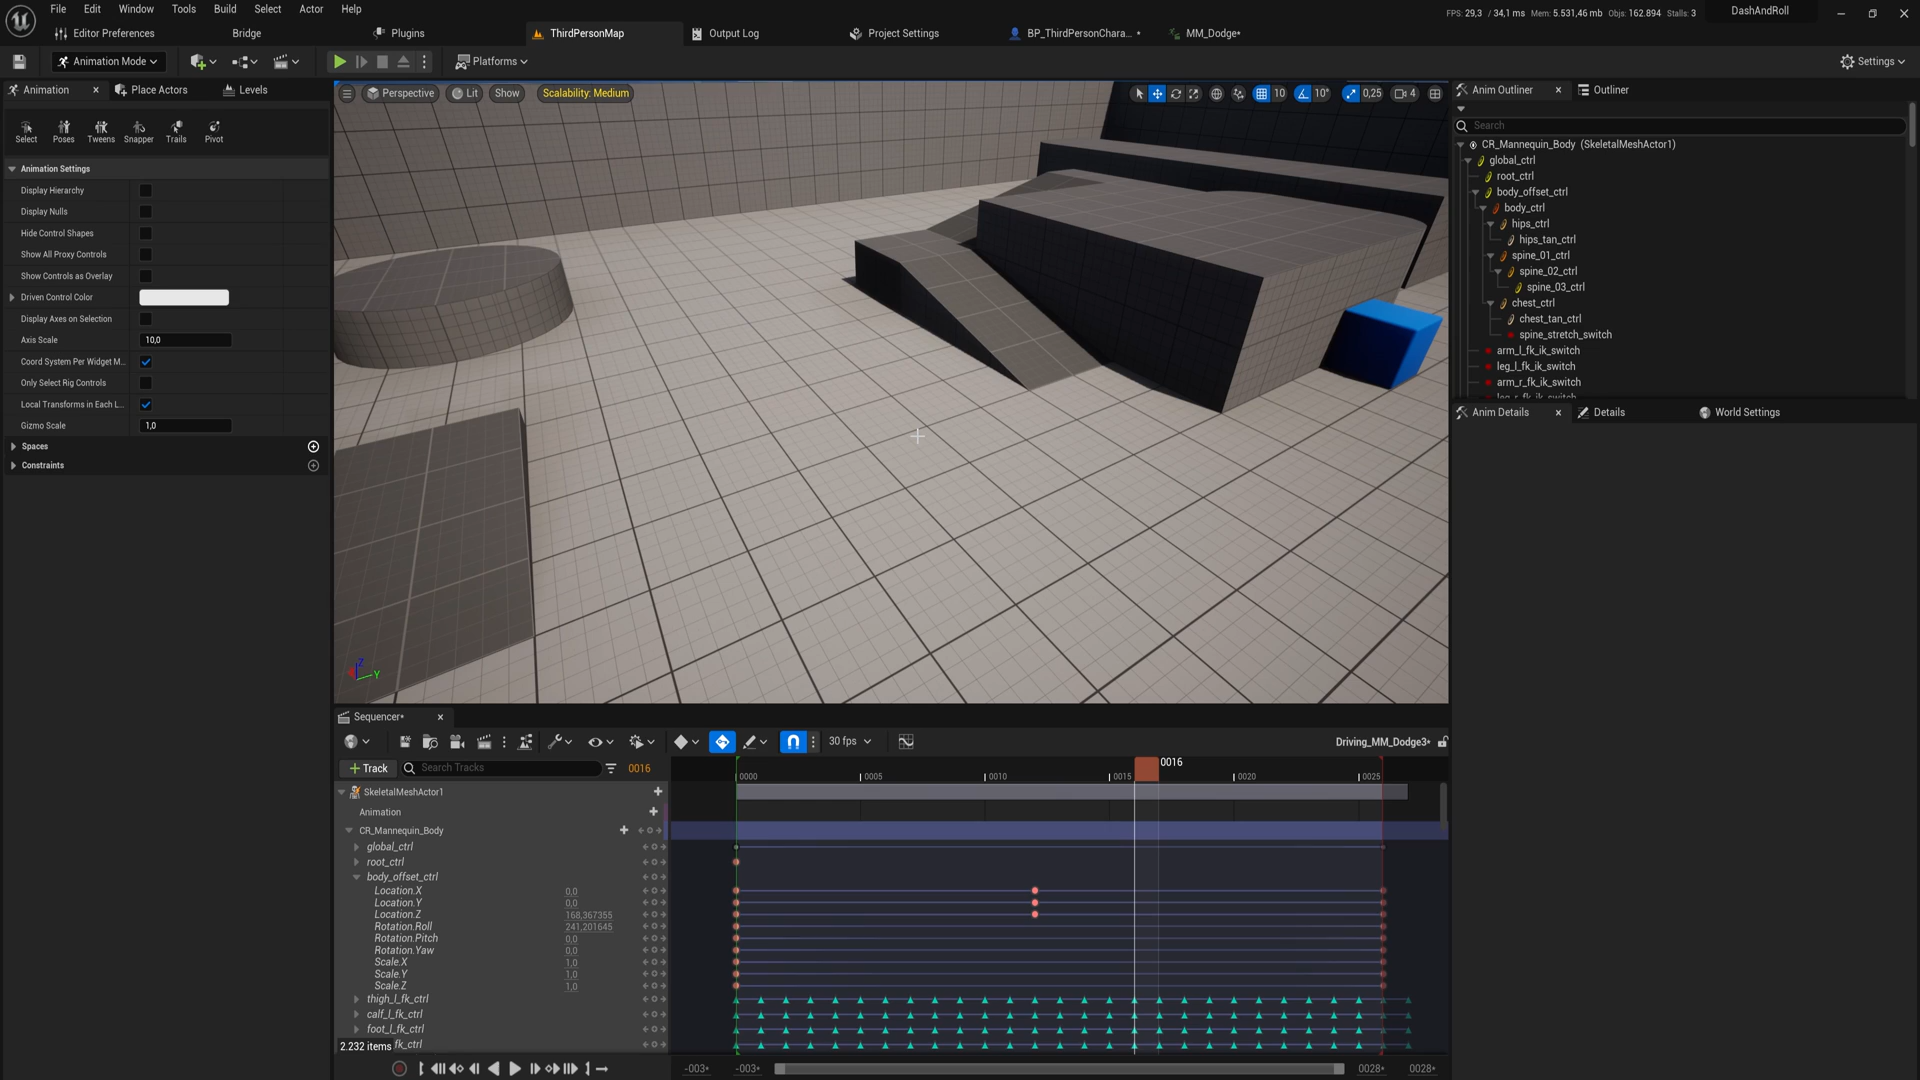 File Edit Window Tools Build Select Actor Help
FPS: 29,3 / 34,1 ms Mem: 5.531,46 mb Objs: 162.894 Stalls: 3
DashAndRoll
Editor Preferences
Bridge
Plugins
ThirdPersonMap
Output Log
Project Settings
BP_ThirdPersonChara... *
MM_Dodge*
Animation Mode
Platforms
Settings
Animation
Place Actors
Levels
Select Poses Tweens Snapper Trails Pivot
Animation Settings
Display Hierarchy
Display Nulls
Hide Control Shapes
Show All Proxy Controls
Show Controls as Overlay
Driven Control Color
Display Axes on Selection
Axis Scale 10,0
Coord System Per Widget M...
Only Select Rig Controls
Local Transforms in Each L...
Gizmo Scale 1,0
Spaces
Constraints
Perspective Lit Show Scalability: Medium
10 10° 0,25 4
Z
Y
Anim Outliner
Outliner
Search
CR_Mannequin_Body (SkeletalMeshActor1)
global_ctrl
root_ctrl
body_offset_ctrl
body_ctrl
hips_ctrl
hips_tan_ctrl
spine_01_ctrl
spine_02_ctrl
spine_03_ctrl
chest_ctrl
chest_tan_ctrl
spine_stretch_switch
arm_l_fk_ik_switch
leg_l_fk_ik_switch
arm_r_fk_ik_switch
leg_r_fk_ik_switch
Anim Details
Details
World Settings
Sequencer*
30 fps
Driving_MM_Dodge3*
+ Track
Search Tracks
0016
0016
0000 0005 0010 0015 0020 0025
SkeletalMeshActor1
Animation
CR_Mannequin_Body
global_ctrl
root_ctrl
body_offset_ctrl
Location.X 0,0
Location.Y 0,0
Location.Z 168,367355
Rotation.Roll 241,201645
Rotation.Pitch 0,0
Rotation.Yaw 0,0
Scale.X 1,0
Scale.Y 1,0
Scale.Z 1,0
thigh_l_fk_ctrl
calf_l_fk_ctrl
foot_l_fk_ctrl
2.232 items fk_ctrl
-003* -003* 0028* 0028*